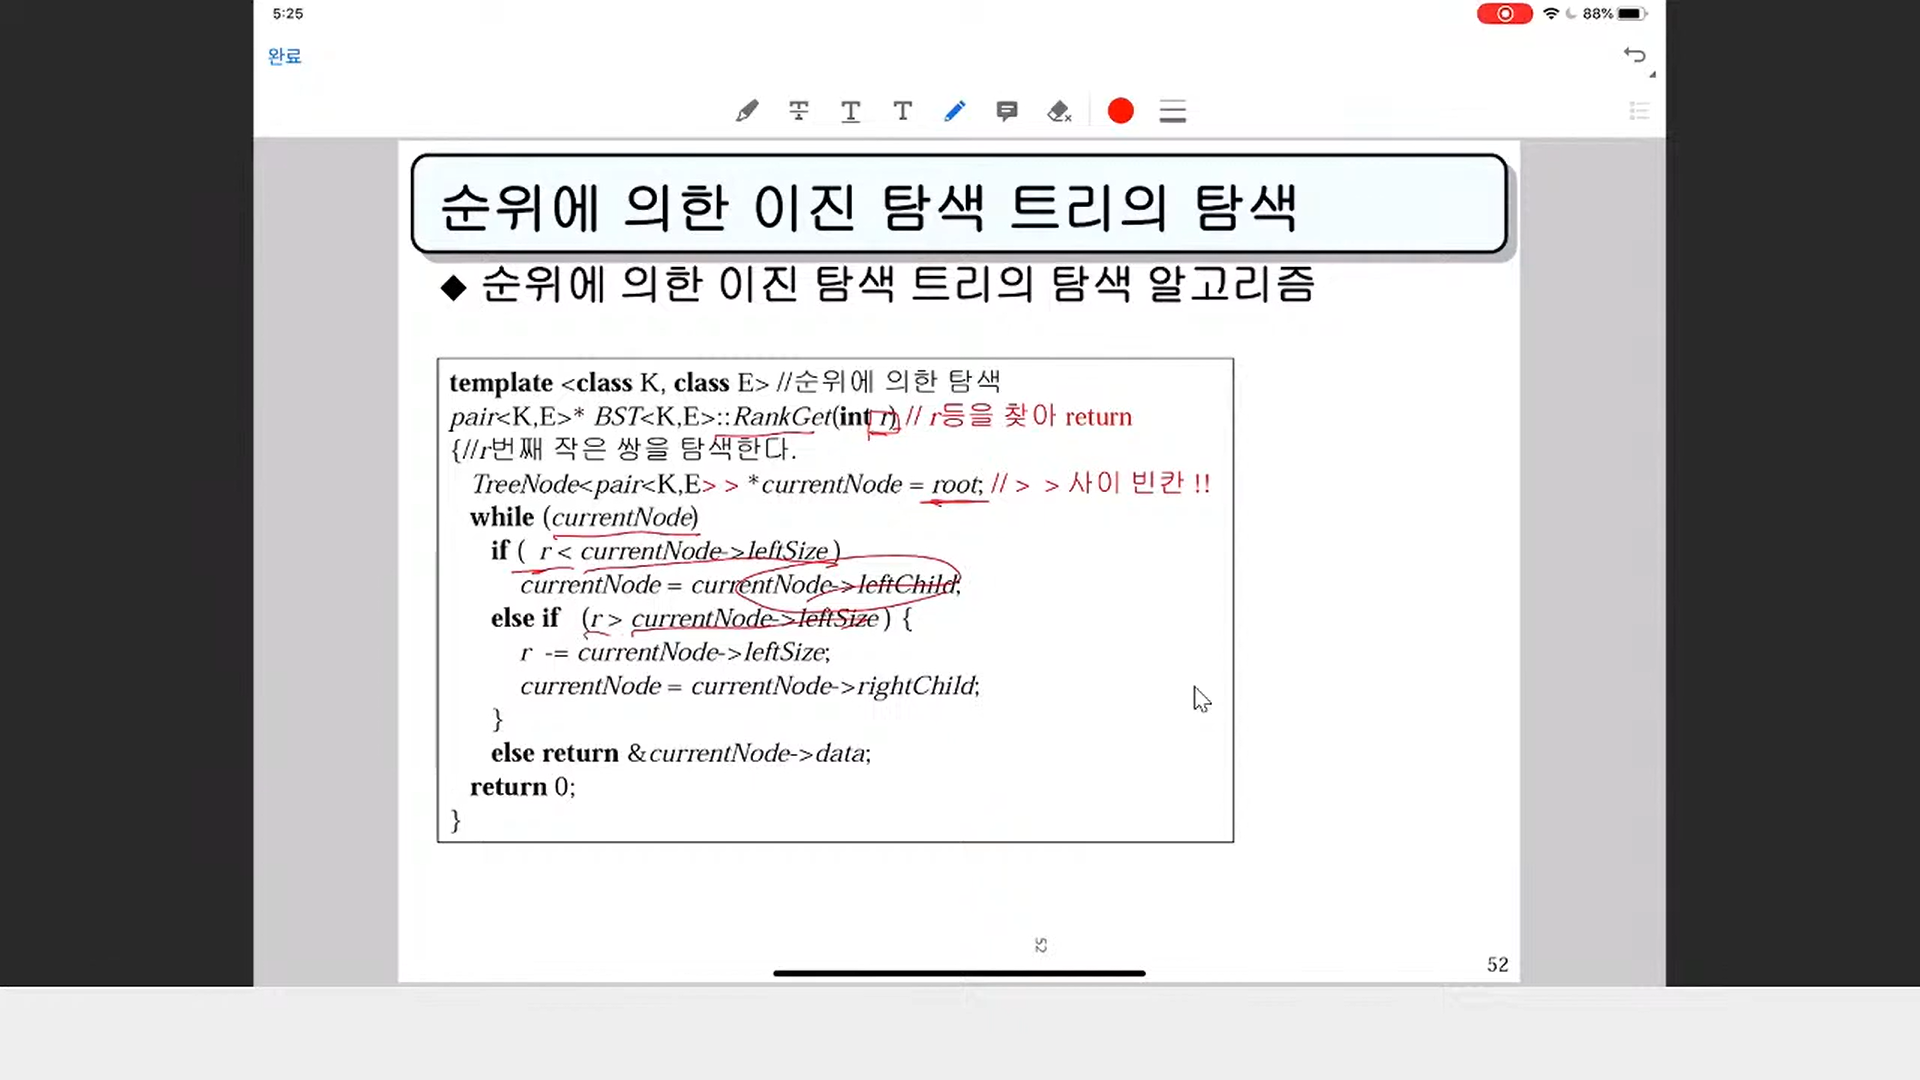 5:25
88%
완료
순위에 의한 이진 탐색 트리의 탐색
◆ 순위에 의한 이진 탐색 트리의 탐색 알고리즘
template <class K, class E> //순위에 의한 탐색
pair<K,E>* BST<K,E>::RankGet(int r) // r등을 찾아 return
{//r번째 작은 쌍을 탐색한다.
TreeNode<pair<K,E> > *currentNode = root; // > > 사이 빈칸 !!
while (currentNode)
if ( r < currentNode->leftSize )
currentNode = currentNode->leftChild;
else if (r > currentNode->leftSize ) {
r -= currentNode->leftSize;
currentNode = currentNode->rightChild;
}
else return &currentNode->data;
return 0;
}
52
52